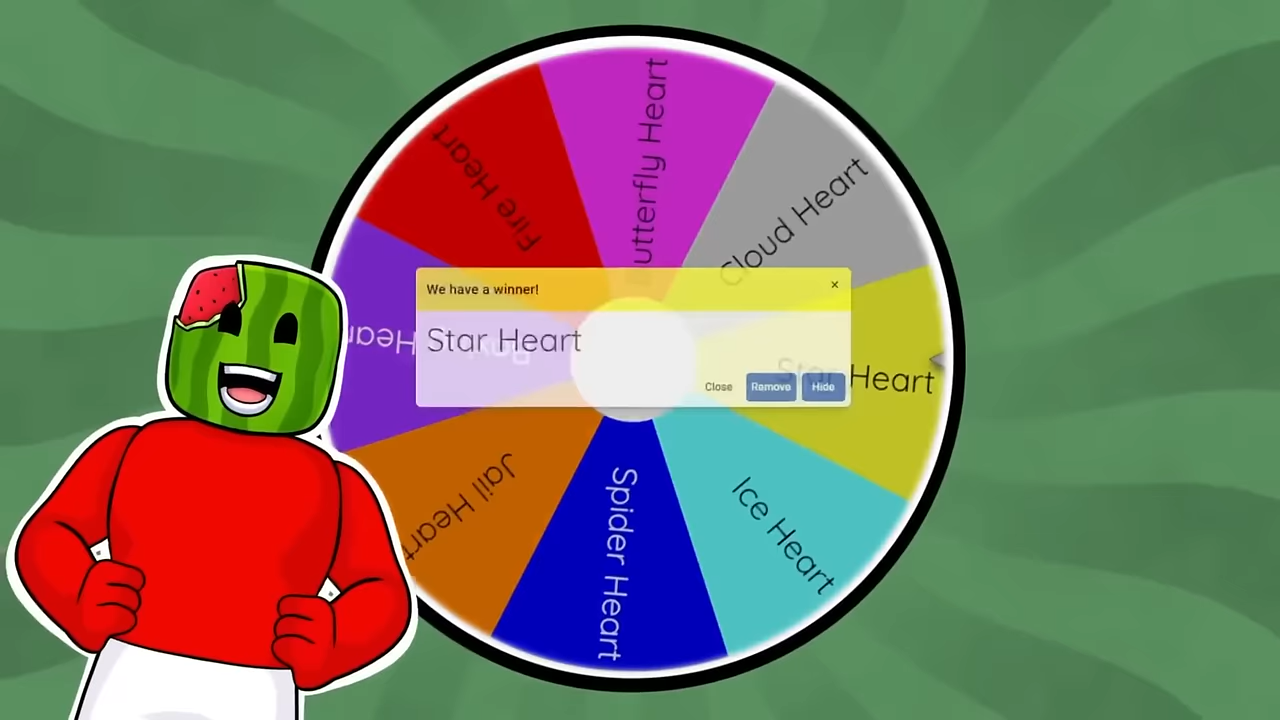 utterfly Heart
Fire Heart
Cloud Heart
We have a winner!
×
Star Heart
Close
Remove
Hide
Star Heart
Jail Heart
Spider Heart
Ice Heart